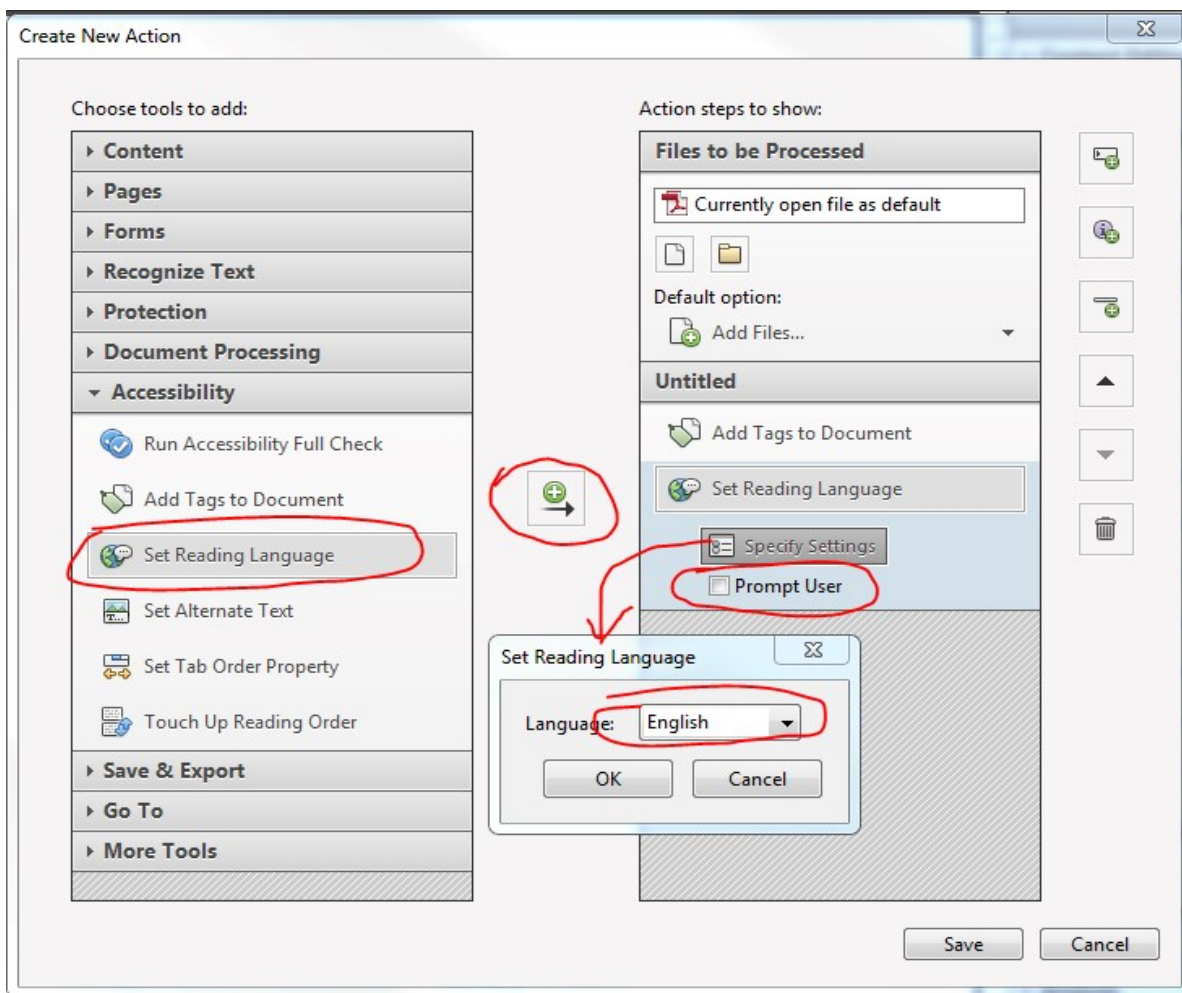 Create New Action
Choose tools to add:
Content
Pages
Forms
Recognize Text
Protection
Document Processing
Accessibility
Run Accessibility Full Check
Add Tags to Document
Set Reading Language
Set Alternate Text
Set Tab Order Property
Touch Up Reading Order
Save & Export
Go To
More Tools
Action steps to show:
Files to be Processed
Currently open file as default
Default option:
Add Files...
Untitled
Add Tags to Document
Set Reading Language
Specify Settings
Prompt User
Set Reading Language
Language: English
OK Cancel
Save Cancel